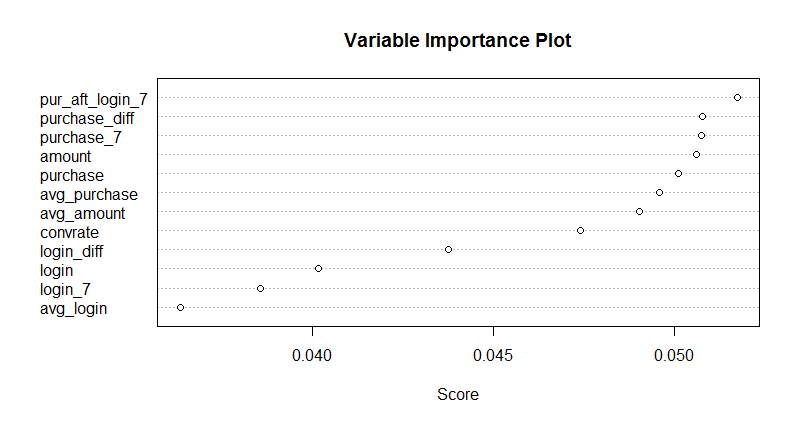 Variable Importance Plot
pur_aft_login_7
purchase_diff
purchase_7
amount
purchase
avg_purchase
avg_amount
convrate
login_diff
login
login_7
avg_login
0.040 0.045 0.050
Score